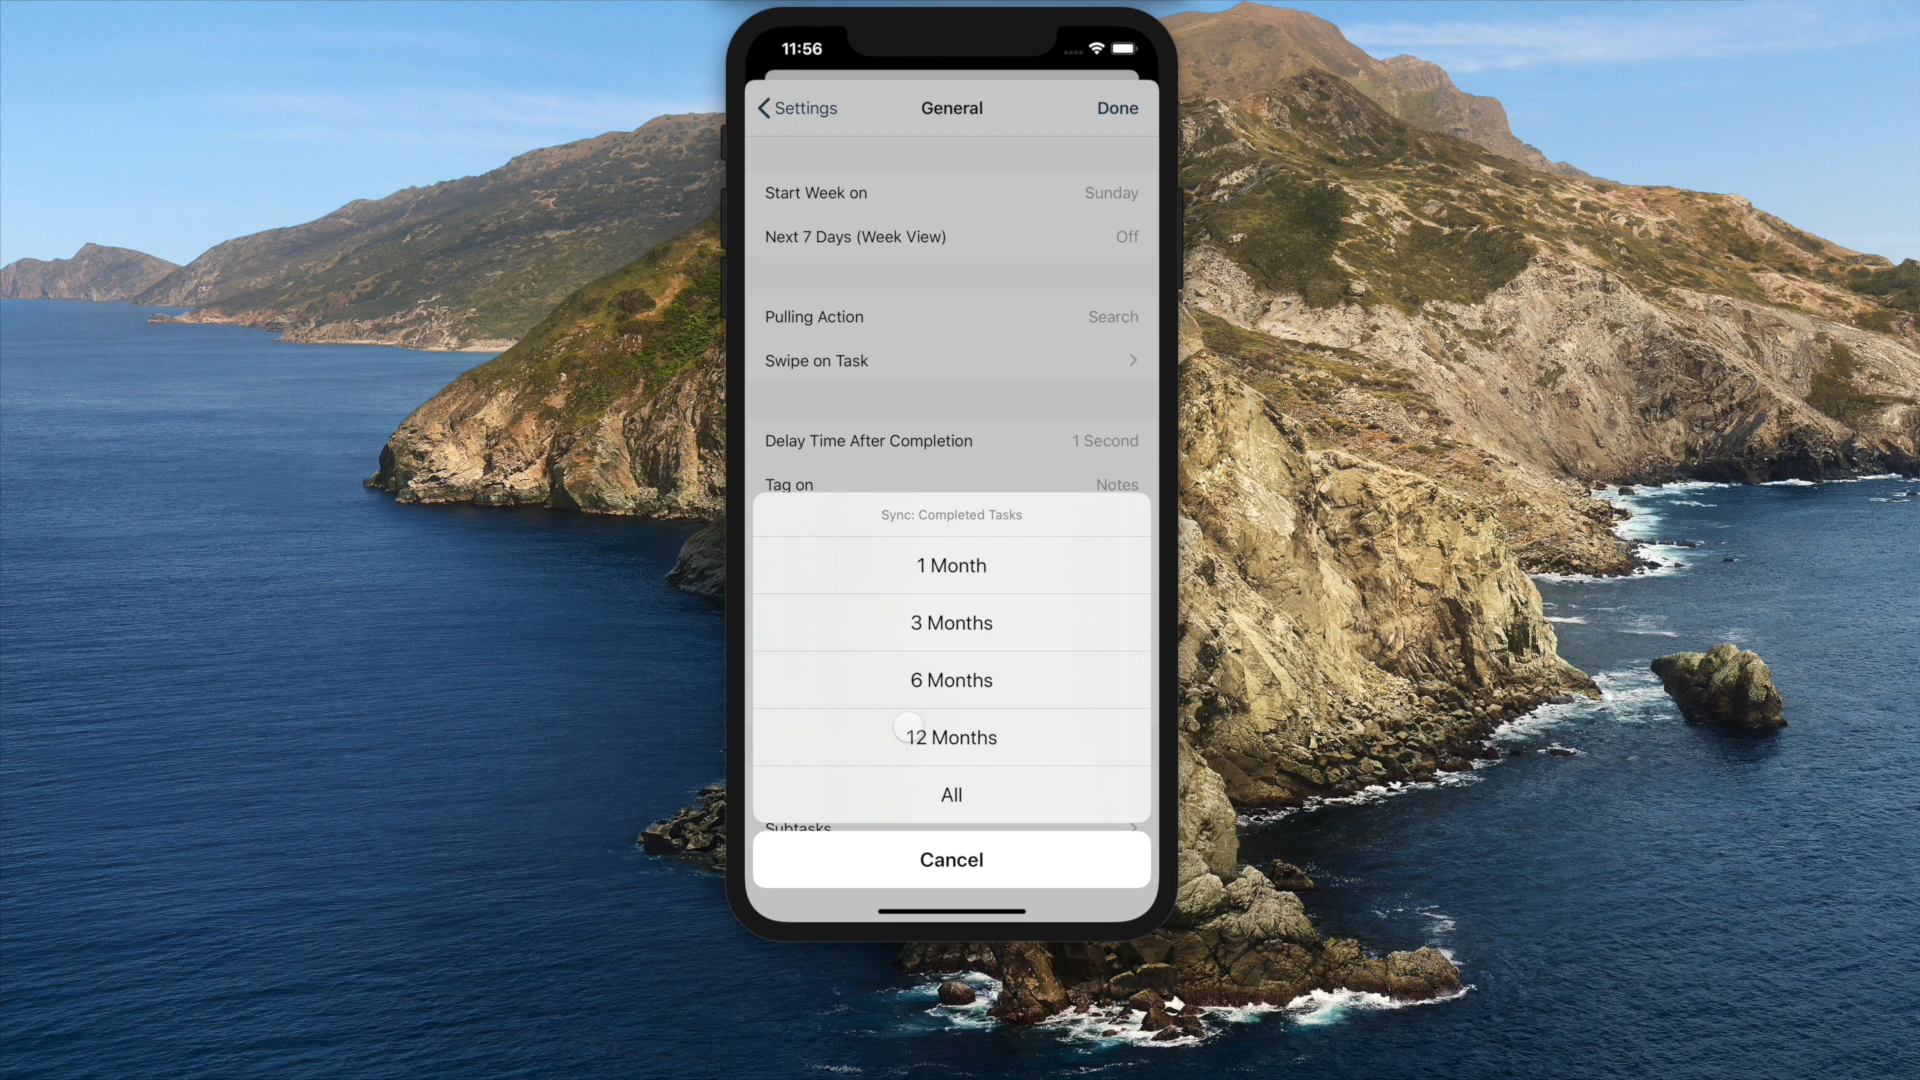 11:56
Settings General Done
Start Week on Sunday
Next 7 Days (Week View) Off
Pulling Action Search
Swipe on Task
Delay Time After Completion 1 Second
Tag on Notes
Sync: Completed Tasks
1 Month
3 Months
6 Months
12 Months
All
Subtasks
Cancel